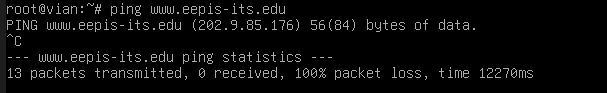 root@vian:~# ping www.eepis-its.edu
PING www.eepis-its.edu (202.9.85.176) 56(84) bytes of data.
^C
--- www.eepis-its.edu ping statistics ---
13 packets transmitted, 0 received, 100% packet loss, time 12270ms